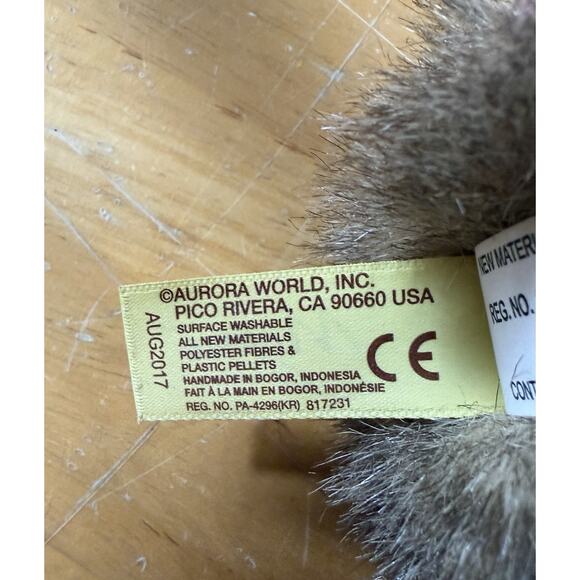 ©AURORA WORLD, INC.
PICO RIVERA, CA 90660 USA
SURFACE WASHABLE
ALL NEW MATERIALS
POLYESTER FIBRES &
PLASTIC PELLETS
HANDMADE IN BOGOR, INDONESIA
FAIT À LA MAIN EN BOGOR, INDONÉSIE
REG. NO. PA-4296(KR) 817231
CE
AUG2017
NEW MATERI
REG. NO.
CONT